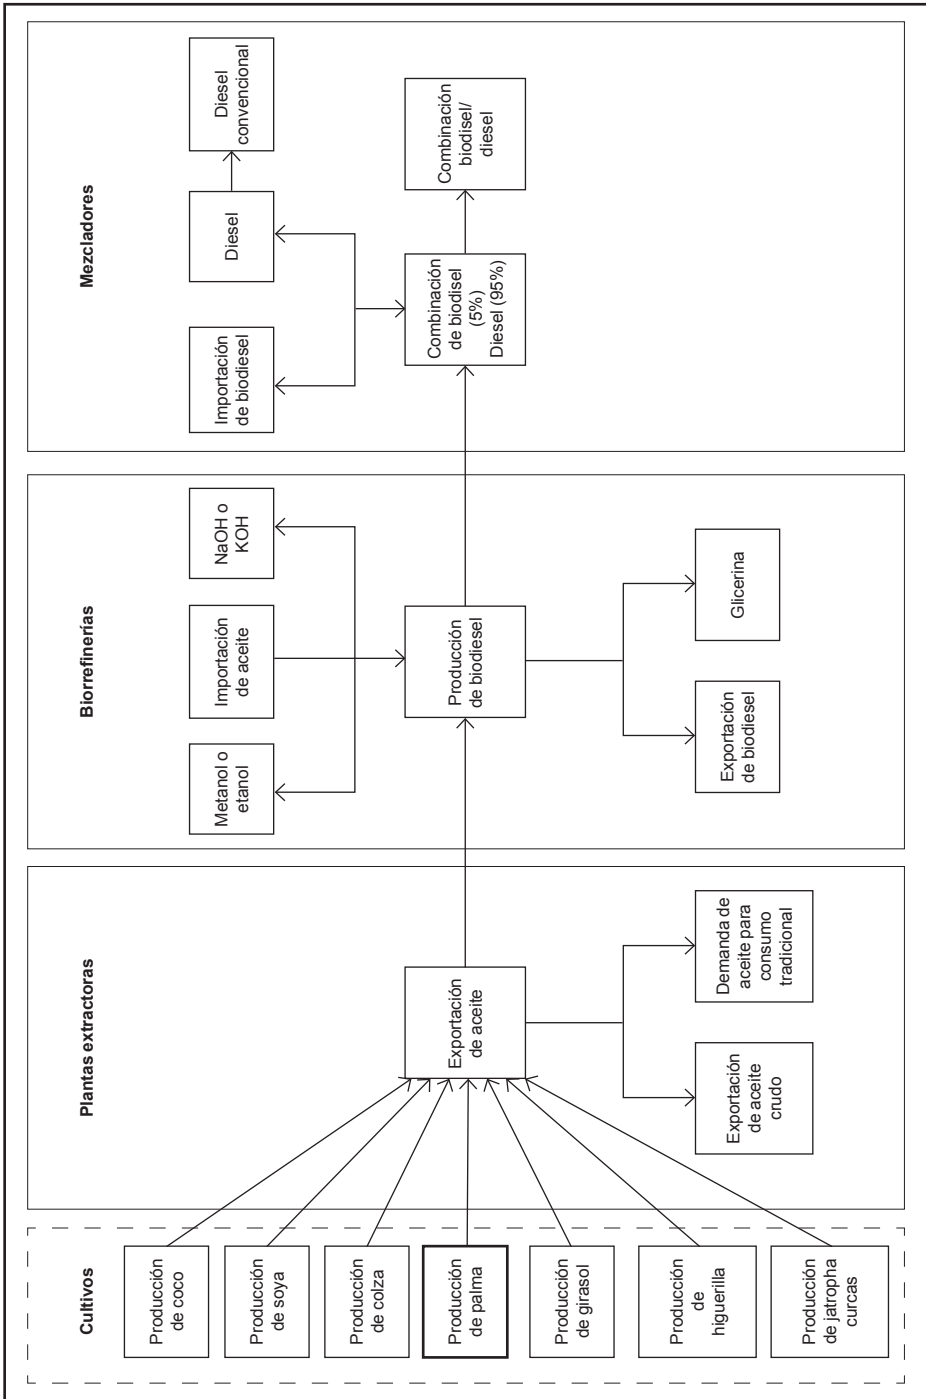 Cultivos
Producción
de coco
Producción
de soya
Producción
de colza
Producción
de palma
Producción
de girasol
Producción
de
higuerilla
Producción
de jatropha
curcas
Plantas extractoras
Exportación
de aceite
Exportación
de aceite
crudo
Demanda de
aceite para
consumo
tradicional
Biorrefinerías
Metanol o
etanol
Importación
de aceite
NaOH o
KOH
Producción
de biodiesel
Exportación
de biodiesel
Glicerina
Mezcladores
Importación
de biodiesel
Diesel
Diesel
convencional
Combinación
de biodisel
(5%)
Diesel (95%)
Combinación
biodisel/
diesel